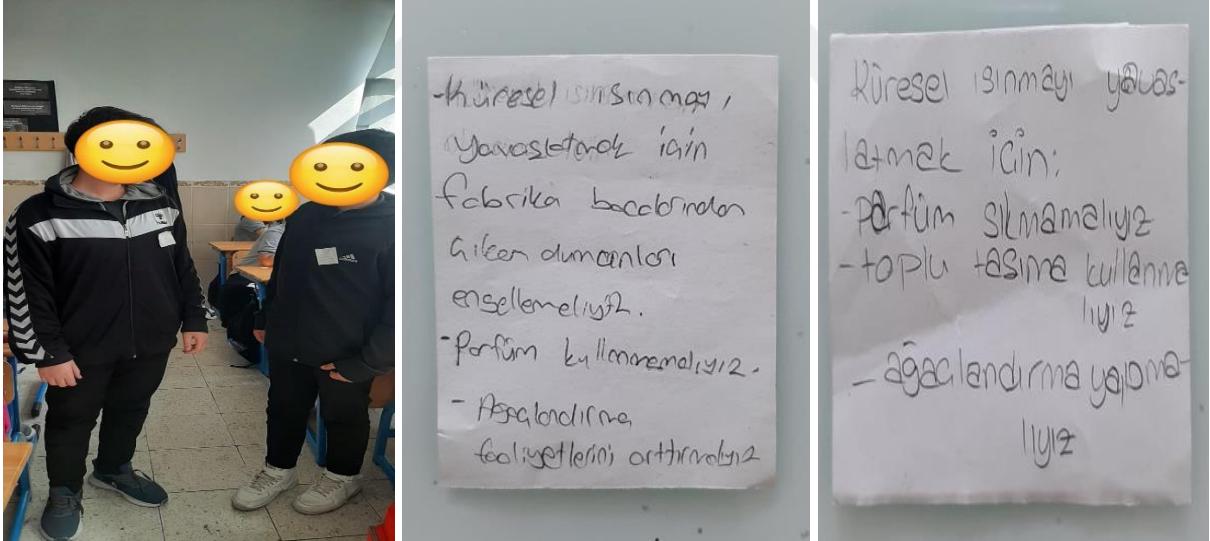 -Küresel ısınmayı,
yavaşlatmak için
fabrika bacalarından
çıkan dumanları
engellemeliyiz.
-Parfüm kullanmamalıyız.
- Ağaçlandırma
faaliyetlerini arttırmalıyız
Küresel ısınmayı yavaş-
latmak için:
-Parfüm sıkmamalıyız
-toplu taşıma kullanma
lıyız
- ağaçlandırma yapma-
lıyız